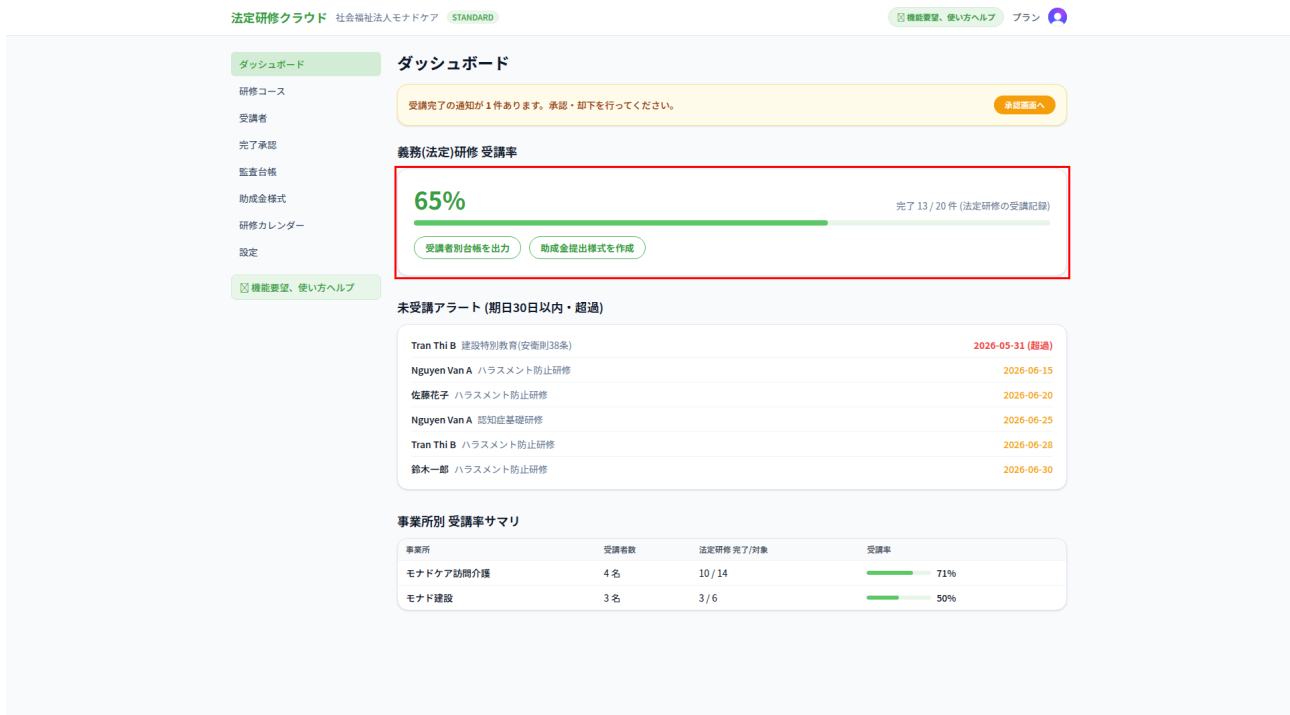 法定研修クラウド 社会福祉法人モナドケア STANDARD 機能要望、使い方ヘルプ プラン
ダッシュボード
研修コース
受講者
完了承認
監査台帳
助成金様式
研修カレンダー
設定
機能要望、使い方ヘルプ
ダッシュボード
受講完了の通知が 1 件あります。承認・却下を行ってください。 承認画面へ
義務(法定)研修 受講率
65% 完了 13 / 20 件 (法定研修の受講記録)
受講者別台帳を出力 助成金提出様式を作成
未受講アラート (期日30日以内・超過)
Tran Thi B 建設特別教育(安衛則38条) 2026-05-31 (超過)
Nguyen Van A ハラスメント防止研修 2026-06-15
佐藤花子 ハラスメント防止研修 2026-06-20
Nguyen Van A 認知症基礎研修 2026-06-25
Tran Thi B ハラスメント防止研修 2026-06-28
鈴木一郎 ハラスメント防止研修 2026-06-30
事業所別 受講率サマリ
事業所 受講者数 法定研修 完了/対象 受講率
モナドケア訪問介護 4 名 10 / 14 71%
モナド建設 3 名 3 / 6 50%